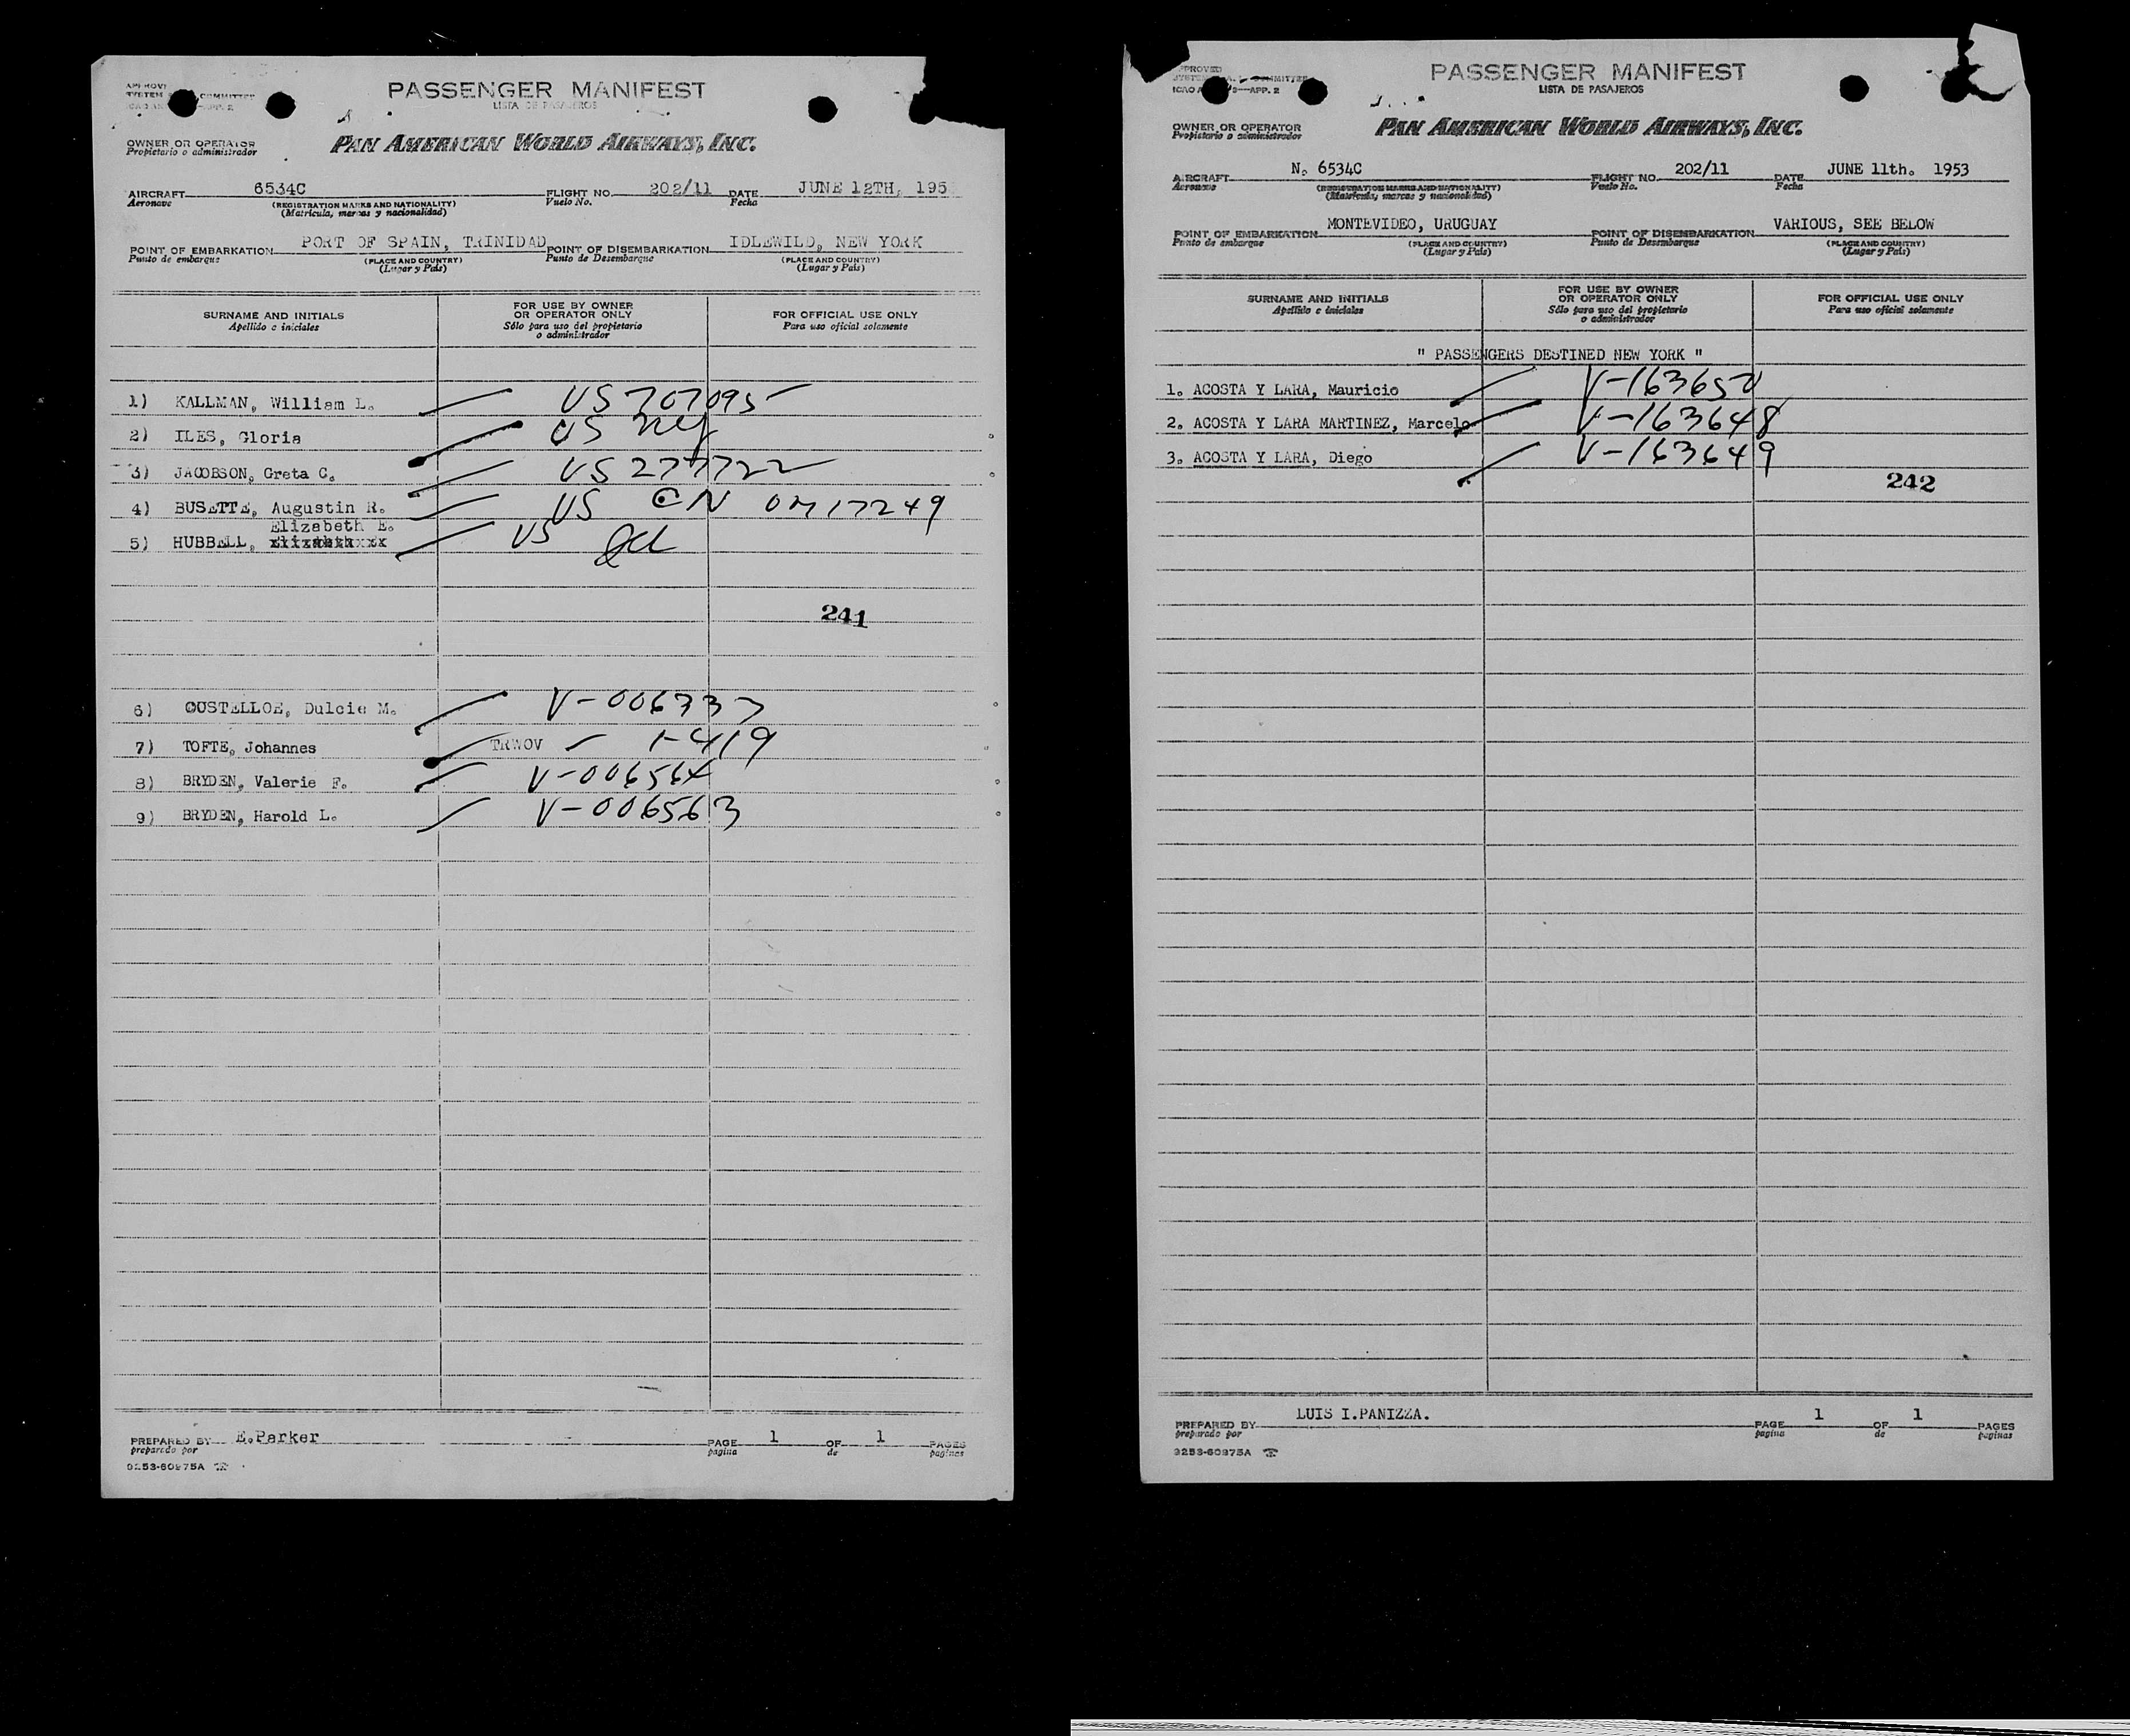 PASSENGER MANIFEST
LISTA DE PASAJEROS
OWNER OR OPERATOR
Propietario o administrador
PAN AMERICAN WORLD AIRWAYS, INC.
AIRCRAFT 6534C FLIGHT NO. 202/11 DATE JUNE 12TH, 195
Aeronave (REGISTRATION MARKS AND NATIONALITY) Vuelo No. Fecha
(Matrícula, marcas y nacionalidad)
POINT OF EMBARKATION PORT OF SPAIN, TRINIDAD POINT OF DISEMBARKATION IDLEWILD, NEW YORK
Punto de embarque (PLACE AND COUNTRY) Punto de Desembarque (PLACE AND COUNTRY)
(Lugar y País) (Lugar y País)
SURNAME AND INITIALS FOR USE BY OWNER OR OPERATOR ONLY FOR OFFICIAL USE ONLY
Apellido e iniciales Sólo para uso del propietario o administrador Para uso oficial solamente
1) KALLMAN, William L. US 707095
2) ILES, Gloria US
3) JACOBSON, Greta C. US 277722
4) BUSETTE, Augustin R. US CN 0M17249
Elizabeth E.
5) HUBBELL, US
241
6) GUSTELLOE, Dulcie M. V-006737
7) TOFTE, Johannes TRWOV 1-419
8) BRYDEN, Valerie F. V-006564
9) BRYDEN, Harold L. V-006563
PREPARED BY E.Parker PAGE 1 OF 1 PAGES
preparado por pagina de paginas
9253-60975A
PASSENGER MANIFEST
LISTA DE PASAJEROS
OWNER OR OPERATOR
Propietario o administrador
PAN AMERICAN WORLD AIRWAYS, INC.
AIRCRAFT N. 6534C FLIGHT NO. 202/11 DATE JUNE 11th. 1953
Aeronave (REGISTRATION MARKS AND NATIONALITY) Vuelo No. Fecha
(Matrícula, marcas y nacionalidad)
POINT OF EMBARKATION MONTEVIDEO, URUGUAY POINT OF DISEMBARKATION VARIOUS, SEE BELOW
Punto de embarque (PLACE AND COUNTRY) Punto de Desembarque (PLACE AND COUNTRY)
(Lugar y País) (Lugar y País)
SURNAME AND INITIALS FOR USE BY OWNER OR OPERATOR ONLY FOR OFFICIAL USE ONLY
Apellido e iniciales Sólo para uso del propietario o administrador Para uso oficial solamente
" PASSENGERS DESTINED NEW YORK "
1. ACOSTA Y LARA, Mauricio V-163650
2. ACOSTA Y LARA MARTINEZ, Marcelo V-163648
3. ACOSTA Y LARA, Diego V-163649
242
PREPARED BY LUIS I.PANIZZA. PAGE 1 OF 1 PAGES
preparado por pagina de paginas
9253-60975A